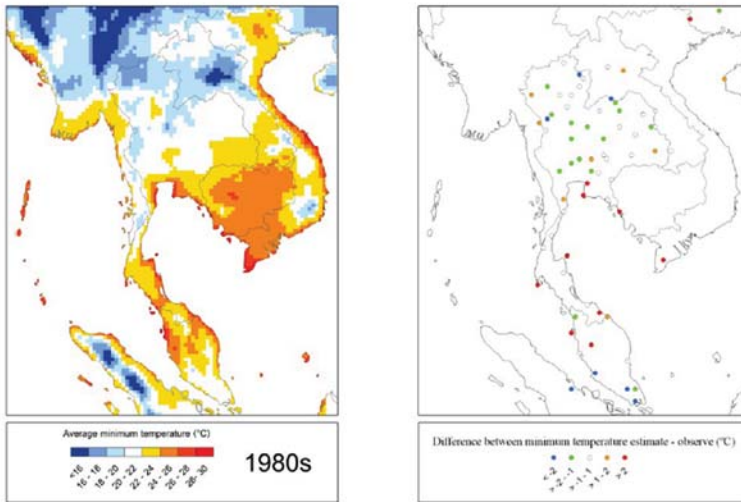 Average minimum temperature (°C)
<16
16 - 18
18 - 20
20 - 22
22 - 24
24 - 26
26 - 28
28 - 30
1980s
Difference between minimum temperature estimate - observe (°C)
<-2
>-2--1
>-1-1
>1-2
>2